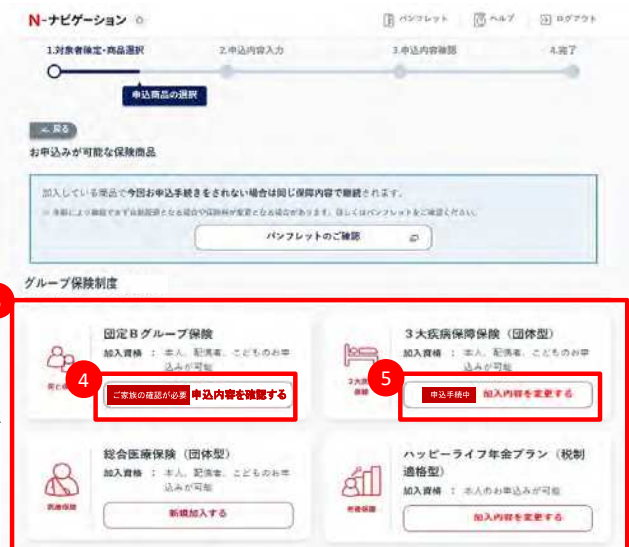 N-ナビゲーション
パンフレット
ヘルプ
ログアウト
1.対象者検定・商品選択
2.申込内容入力
3.申込内容確認
4.完了
申込商品の選択
戻る
お申込みが可能な保険商品
加入している商品で今回お申込手続きをされない場合は同じ保障内容で継続されます。
パンフレットのご確認
グループ保険制度
団定Bグループ保険
加入資格 : 本人、配偶者、こどものお申
込みが可能
4
ご家族の確認が必要 申込内容を確認する
3大疾病保障保険（団体型）
加入資格 : 本人、配偶者、こどものお申
込みが可能
5
申込手続中 加入内容を変更する
総合医療保険（団体型）
加入資格 : 本人、配偶者、こどものお申
込みが可能
医療保障
新規加入する
ハッピーライフ年金プラン（税制
適格型）
加入資格 : 本人のお申込みが可能
老後保障
加入内容を変更する